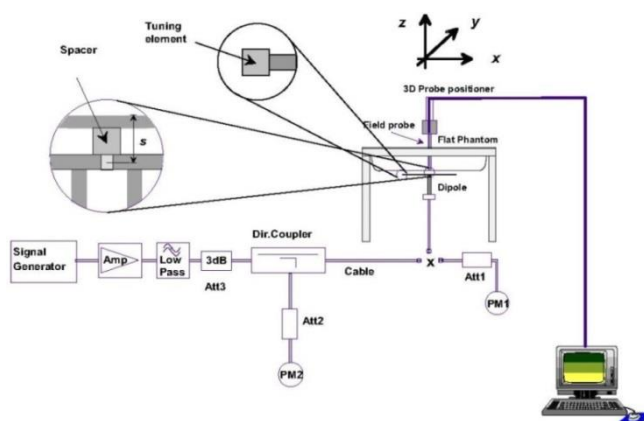 Tuning
element
Spacer
z
y
x
3D Probe positioner
Field probe
Flat Phantom
s
Dipole
Signal
Generator
Amp
Low
Pass
3dB
Att3
Dir.Coupler
Cable
x
Att1
PM1
Att2
PM2